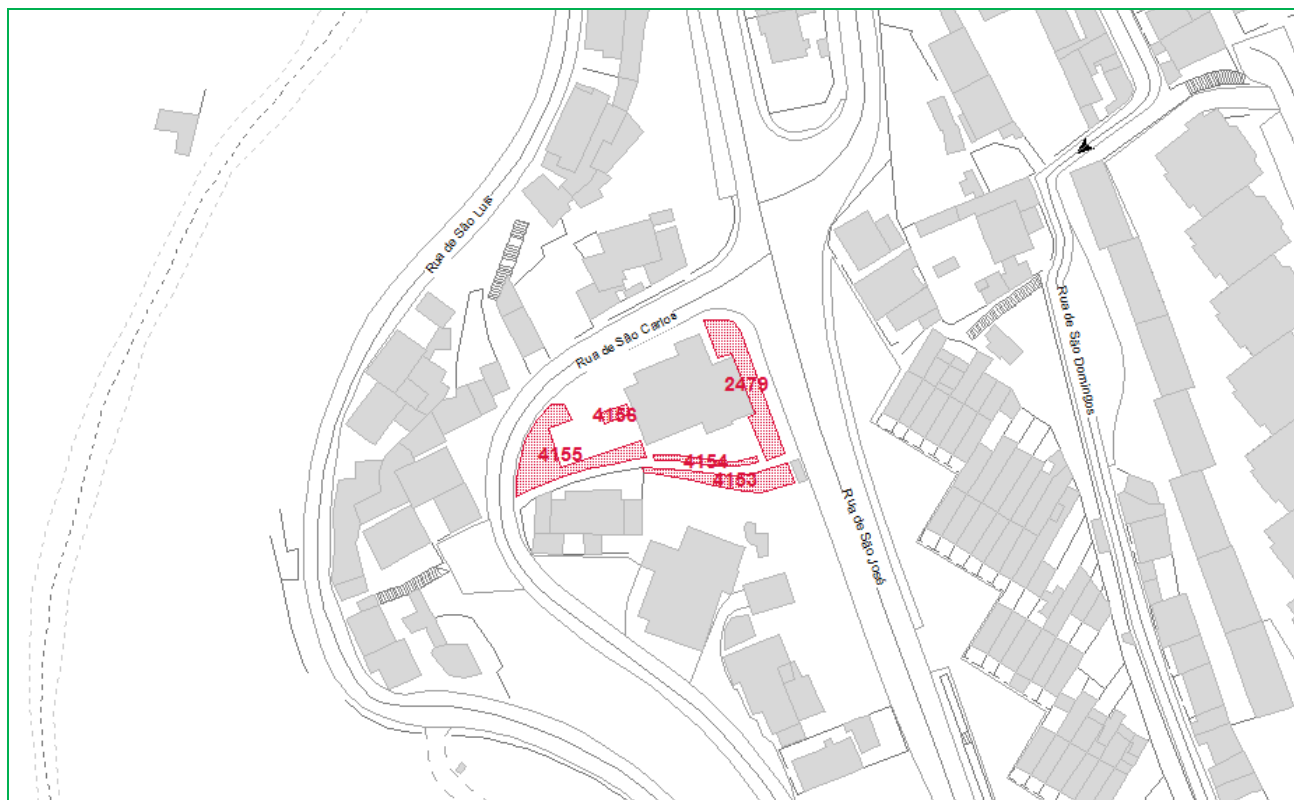 Rua de São Luís
Rua de São Carlos
2479
4156
4155
4154
4153
Rua de São José
Rua de São Domingos